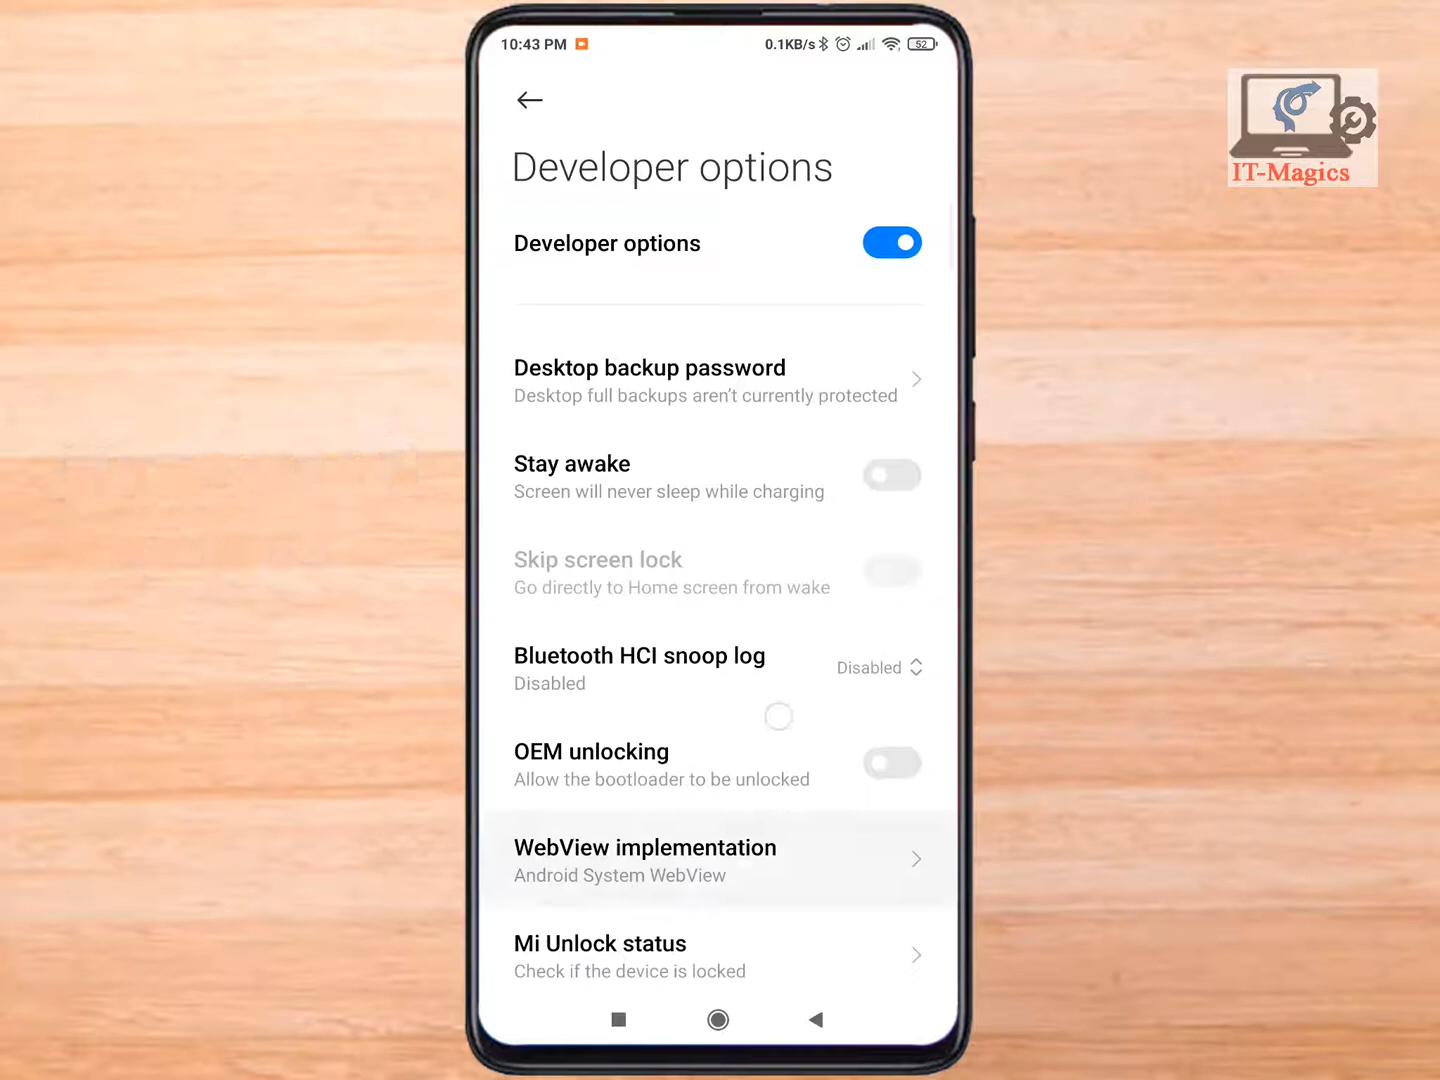 10:43 PM
0.1KB/s
52
IT-Magics
Developer options
Developer options
Desktop backup password
Desktop full backups aren't currently protected
Stay awake
Screen will never sleep while charging
Skip screen lock
Go directly to Home screen from wake
Bluetooth HCI snoop log
Disabled
Disabled
OEM unlocking
Allow the bootloader to be unlocked
WebView implementation
Android System WebView
Mi Unlock status
Check if the device is locked